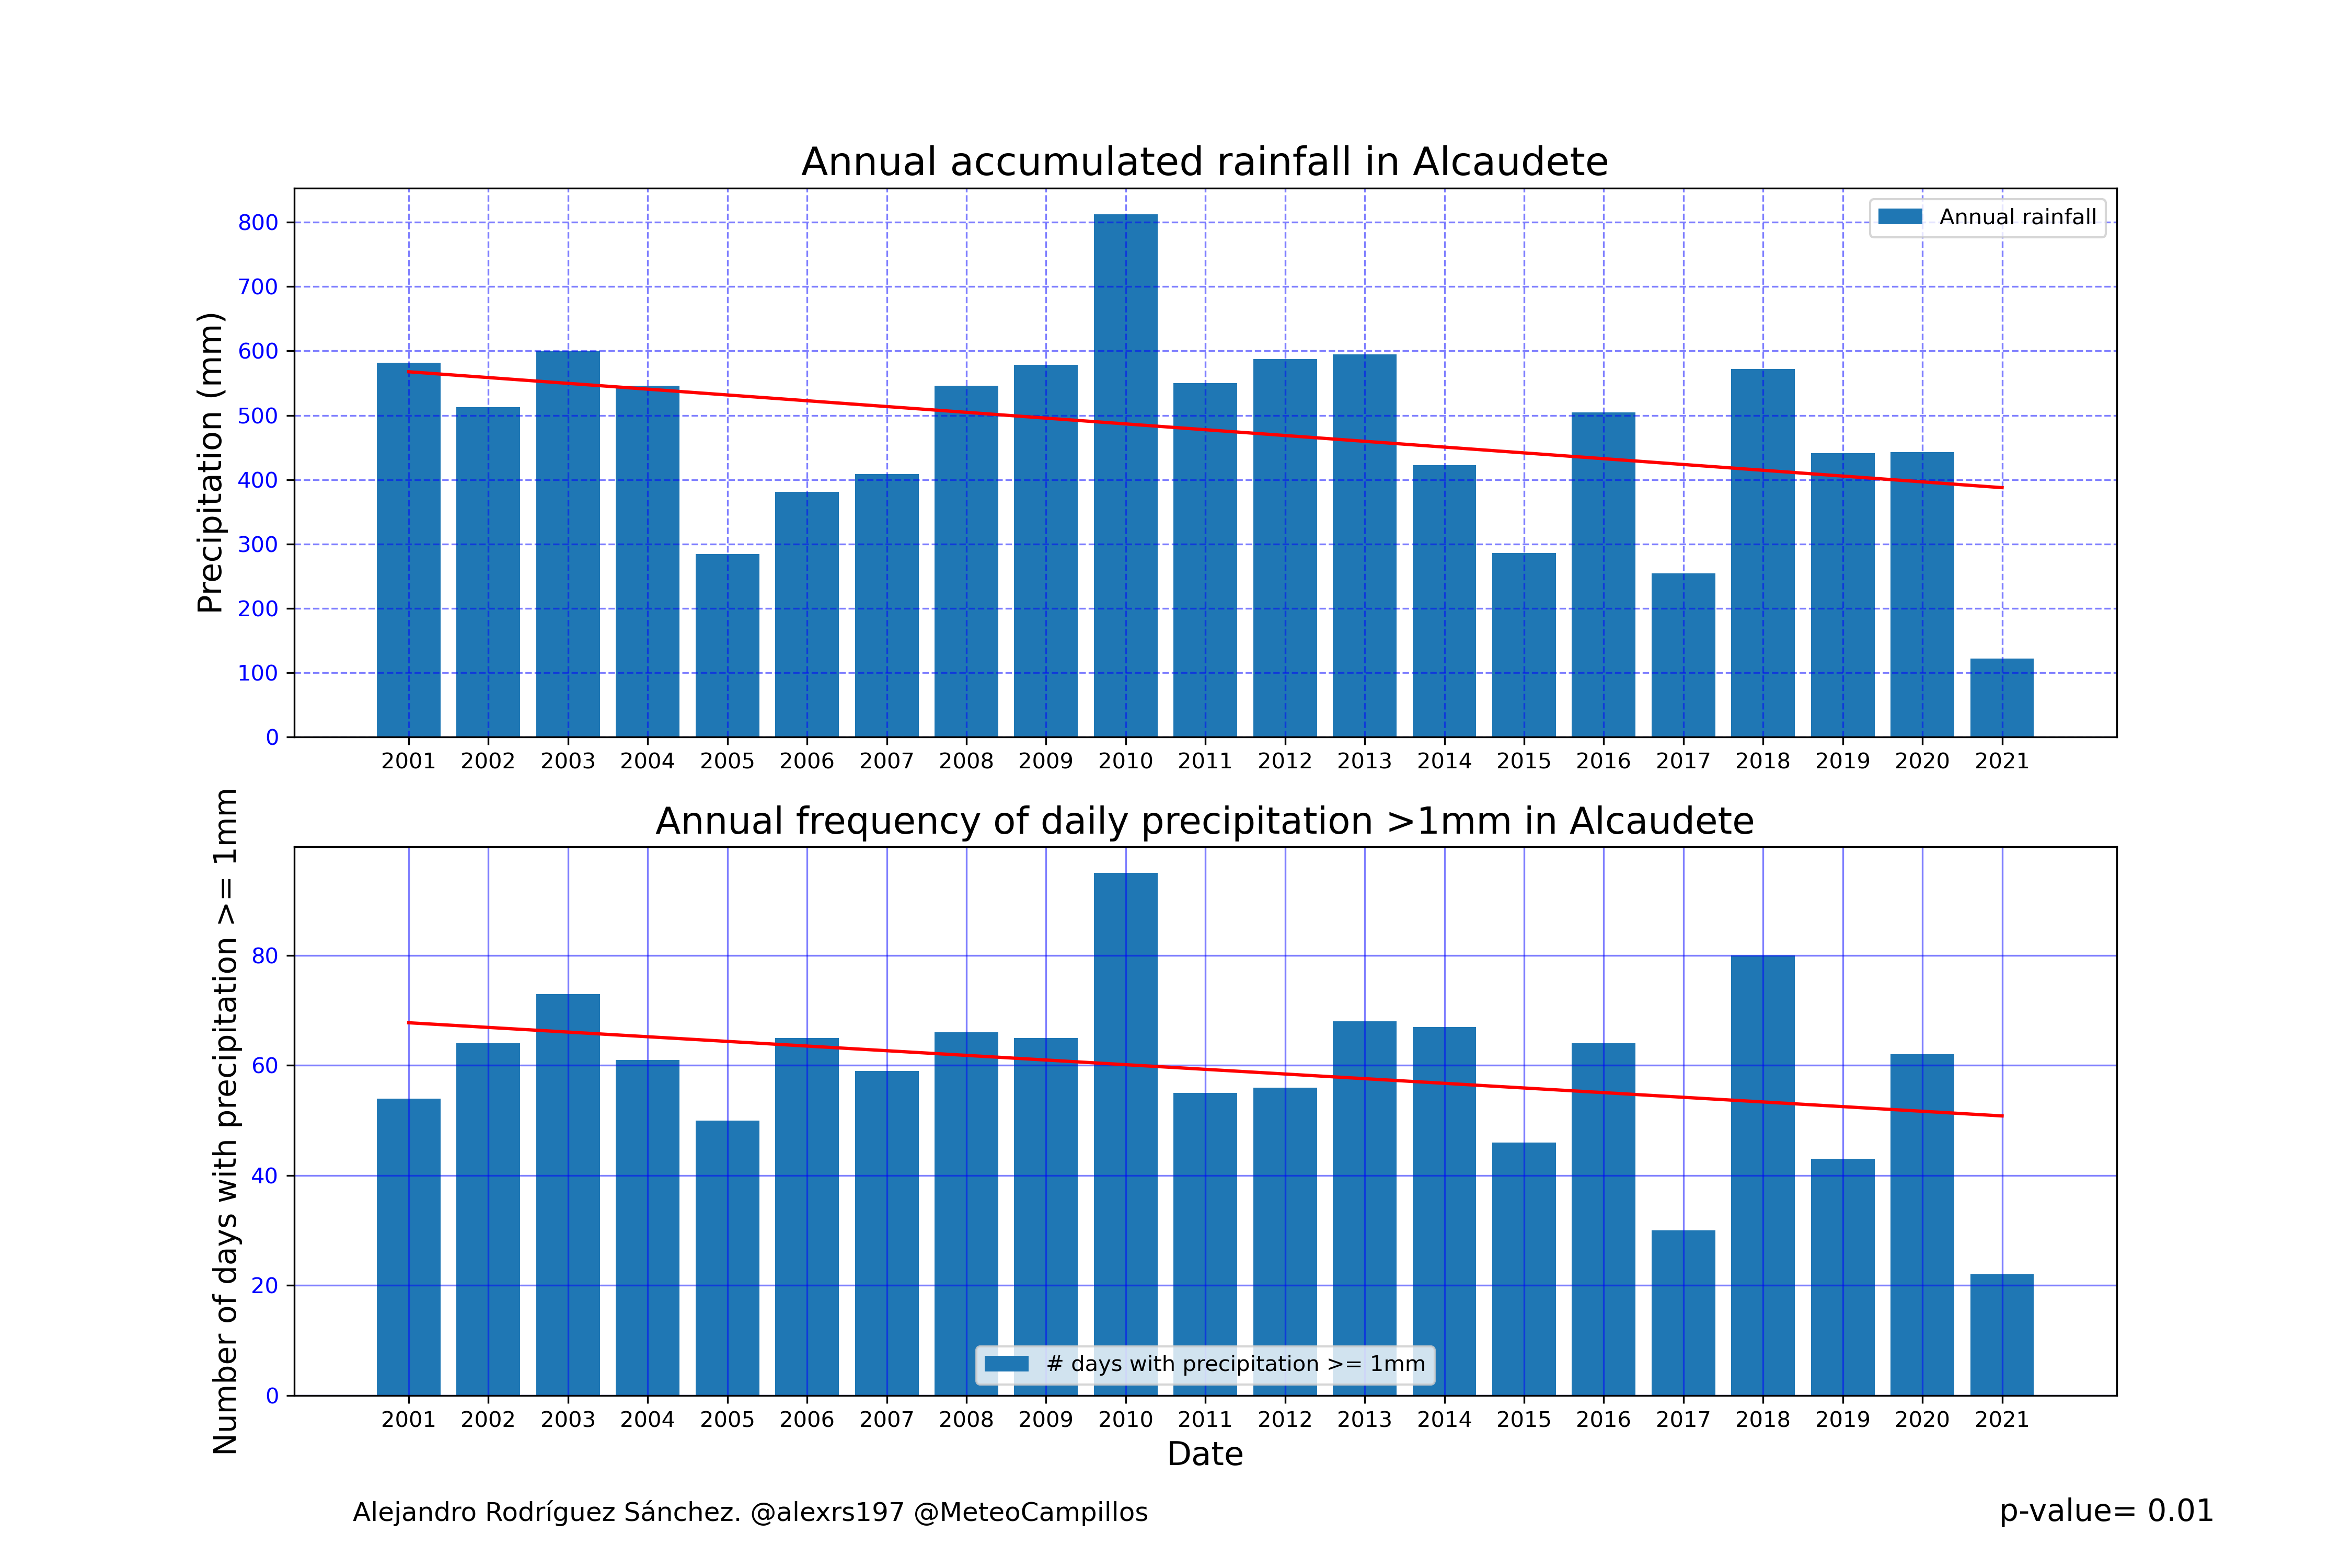 Annual accumulated rainfall in Alcaudete
Precipitation (mm)
800
700
600
500
400
300
200
100
0
Annual rainfall
2001 2002 2003 2004 2005 2006 2007 2008 2009 2010 2011 2012 2013 2014 2015 2016 2017 2018 2019 2020 2021
Annual frequency of daily precipitation >1mm in Alcaudete
Number of days with precipitation >= 1mm
80
60
40
20
0
# days with precipitation >= 1mm
2001 2002 2003 2004 2005 2006 2007 2008 2009 2010 2011 2012 2013 2014 2015 2016 2017 2018 2019 2020 2021
Date
Alejandro Rodríguez Sánchez. @alexrs197 @MeteoCampillos
p-value= 0.01